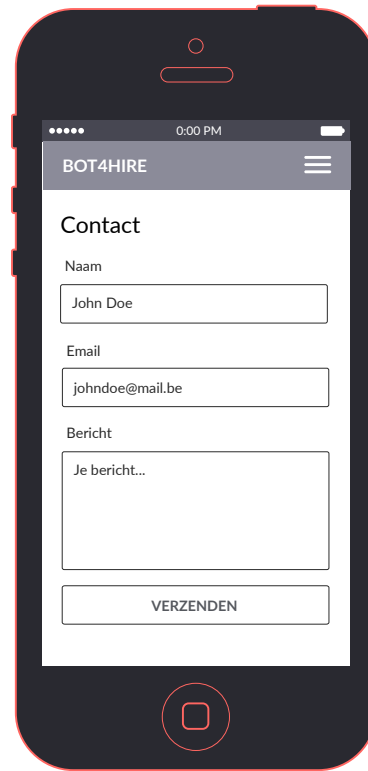 0:00 PM
BOT4HIRE
Contact
Naam
John Doe
Email
johndoe@mail.be
Bericht
Je bericht...
VERZENDEN